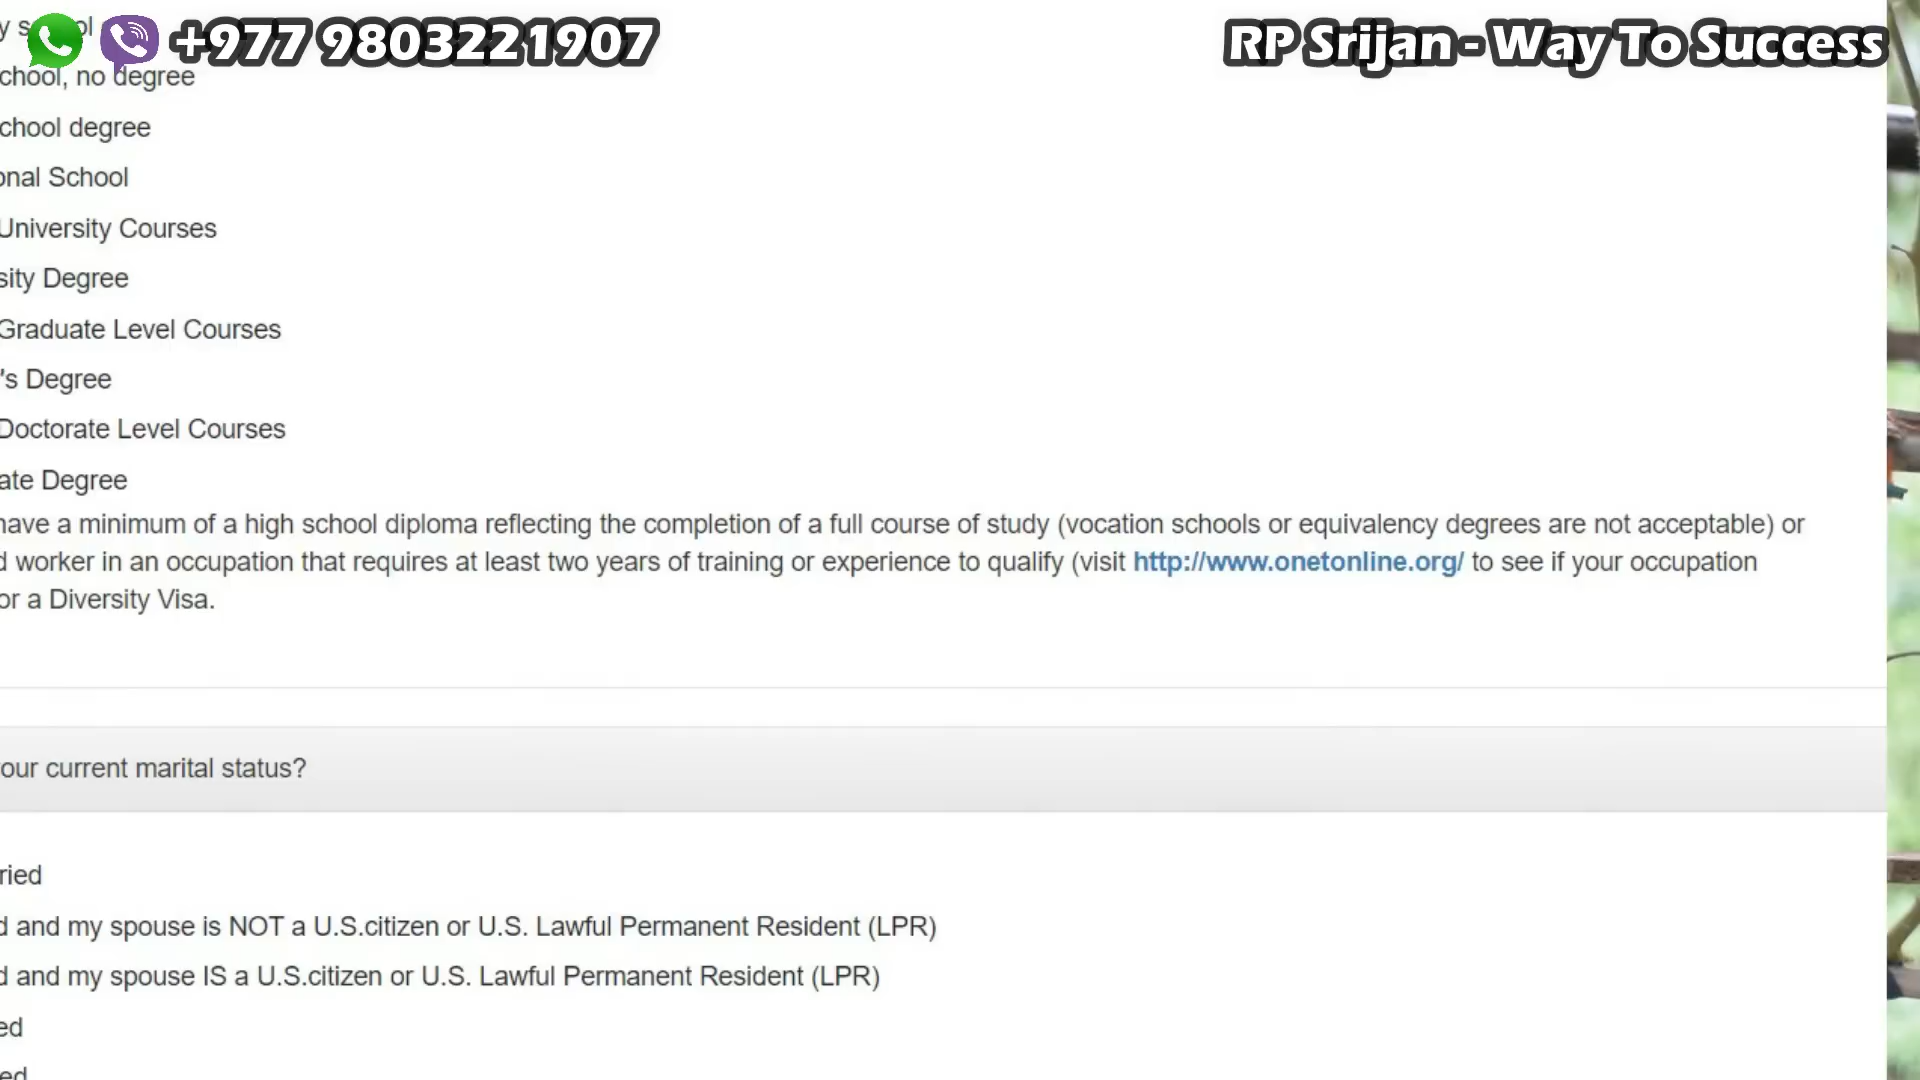 +977 9803221907
RP Srijan - Way To Success
chool, no degree
chool degree
onal School
University Courses
sity Degree
Graduate Level Courses
's Degree
Doctorate Level Courses
ate Degree
have a minimum of a high school diploma reflecting the completion of a full course of study (vocation schools or equivalency degrees are not acceptable) or
d worker in an occupation that requires at least two years of training or experience to qualify (visit http://www.onetonline.org/ to see if your occupation
or a Diversity Visa.
our current marital status?
ried
d and my spouse is NOT a U.S.citizen or U.S. Lawful Permanent Resident (LPR)
d and my spouse IS a U.S.citizen or U.S. Lawful Permanent Resident (LPR)
ed